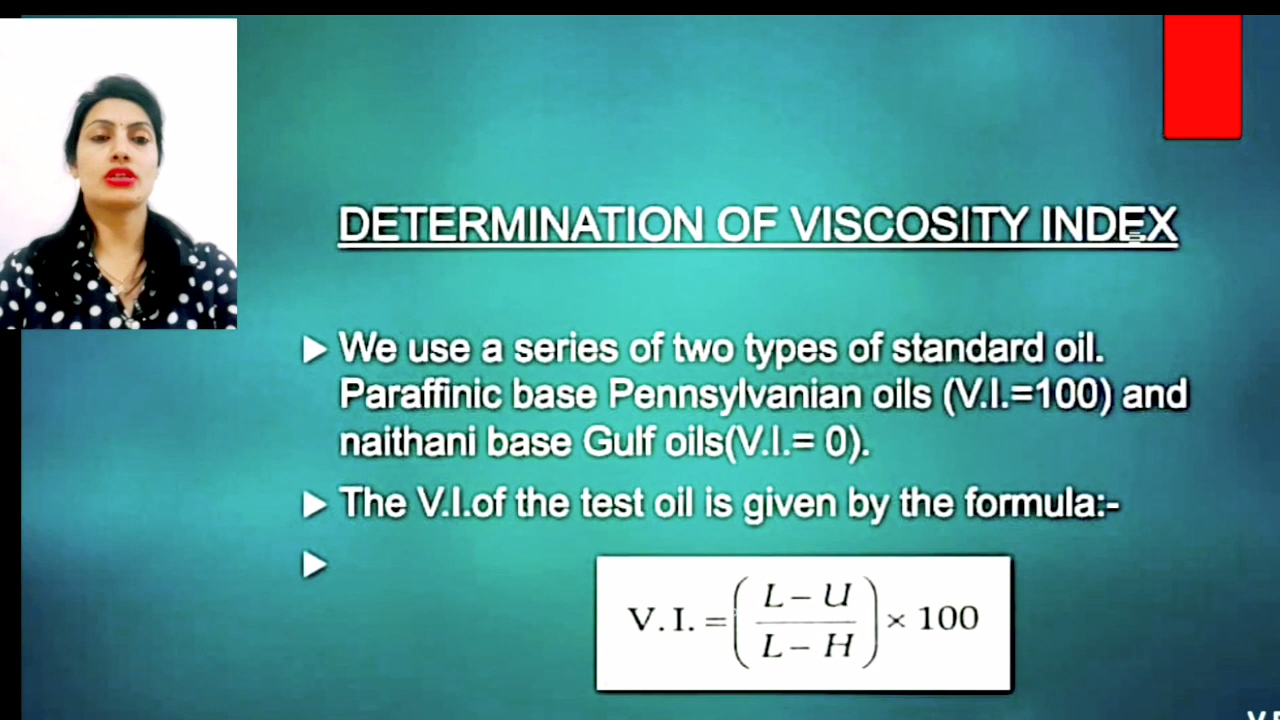 DETERMINATION OF VISCOSITY INDEX
We use a series of two types of standard oil.
Paraffinic base Pennsylvanian oils (V.I.=100) and
naithani base Gulf oils(V.I.= 0).
The V.I.of the test oil is given by the formula:-
V.I. = (L − U / L − H) × 100